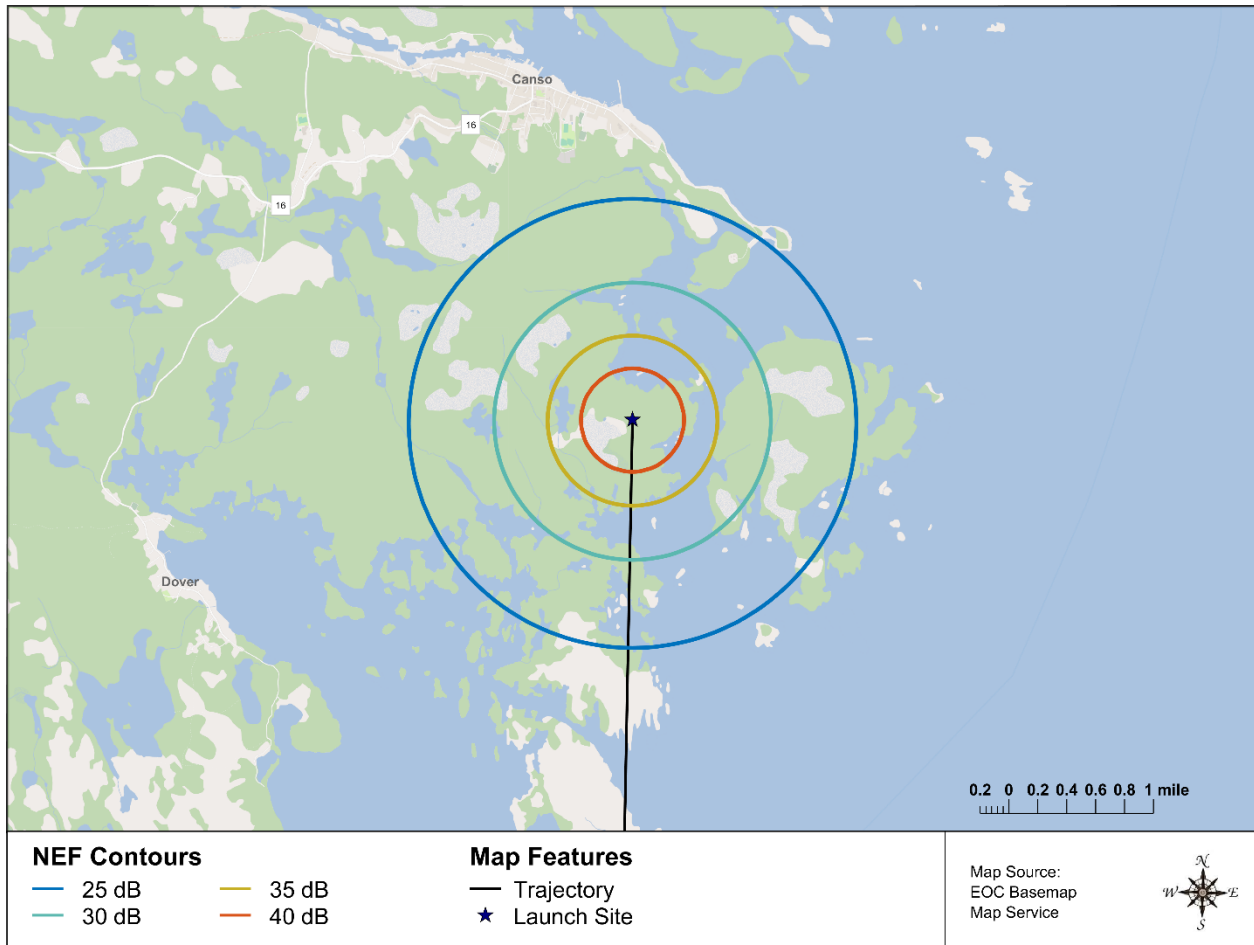 Canso
16
16
Dover
0.2 0 0.2 0.4 0.6 0.8 1 mile
NEF Contours
25 dB
30 dB
35 dB
40 dB
Map Features
Trajectory
Launch Site
Map Source:
EOC Basemap
Map Service
N
W E
S